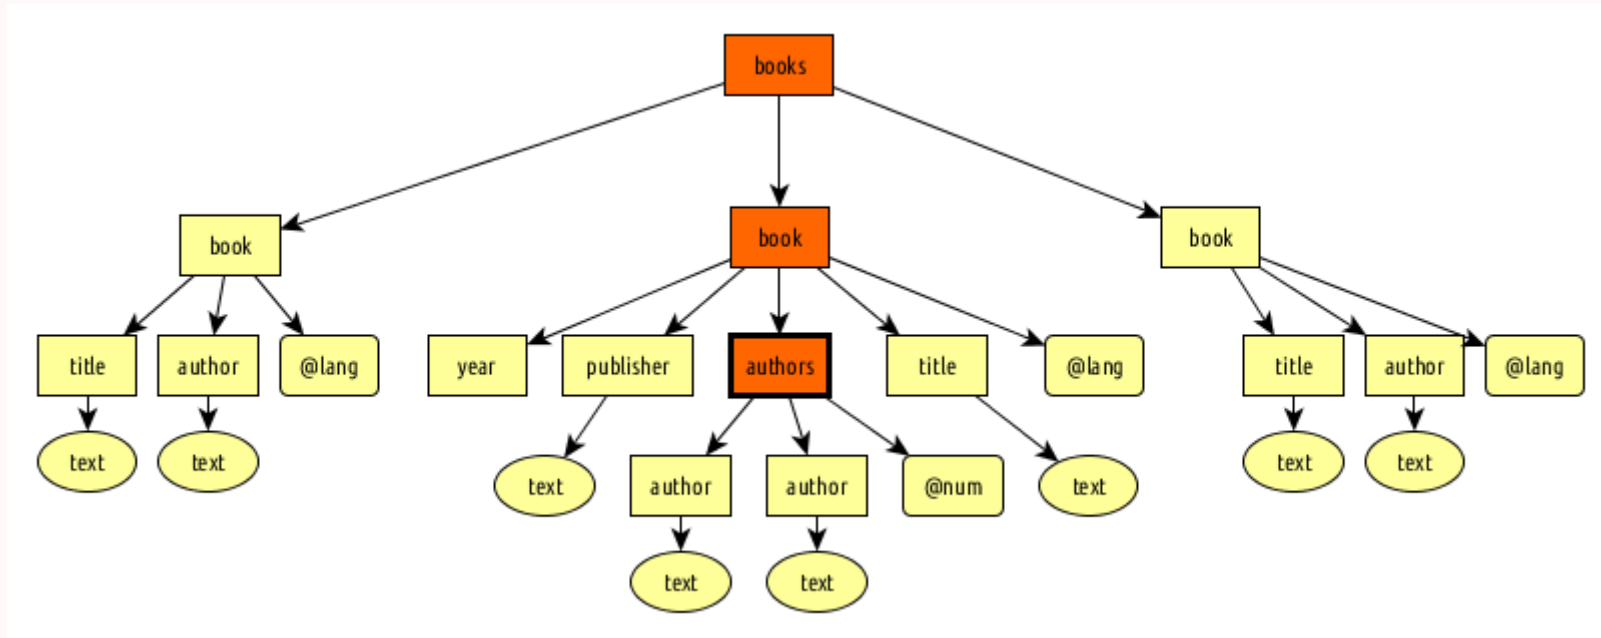 books
book
book
book
title
author
@lang
year
publisher
authors
title
@lang
title
author
@lang
text
text
text
author
author
@num
text
text
text
text
text